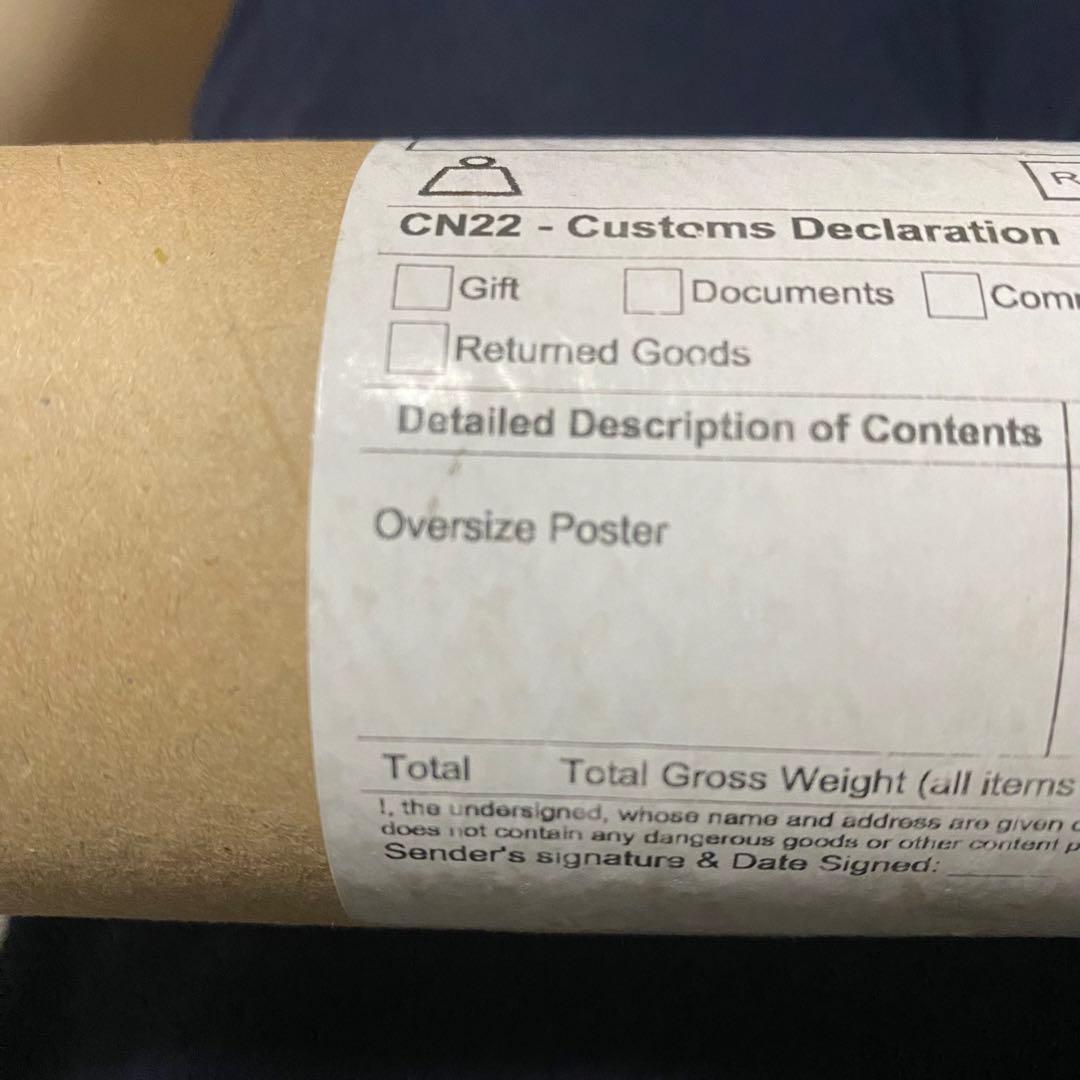 CN22 - Customs Declaration
Gift Documents
Returned Goods
Detailed Description of Contents
Oversize Poster
Total Total Gross Weight (all items
I, the undersigned, whose name and address are given
does not contain any dangerous goods or other content
Sender's signature & Date Signed: